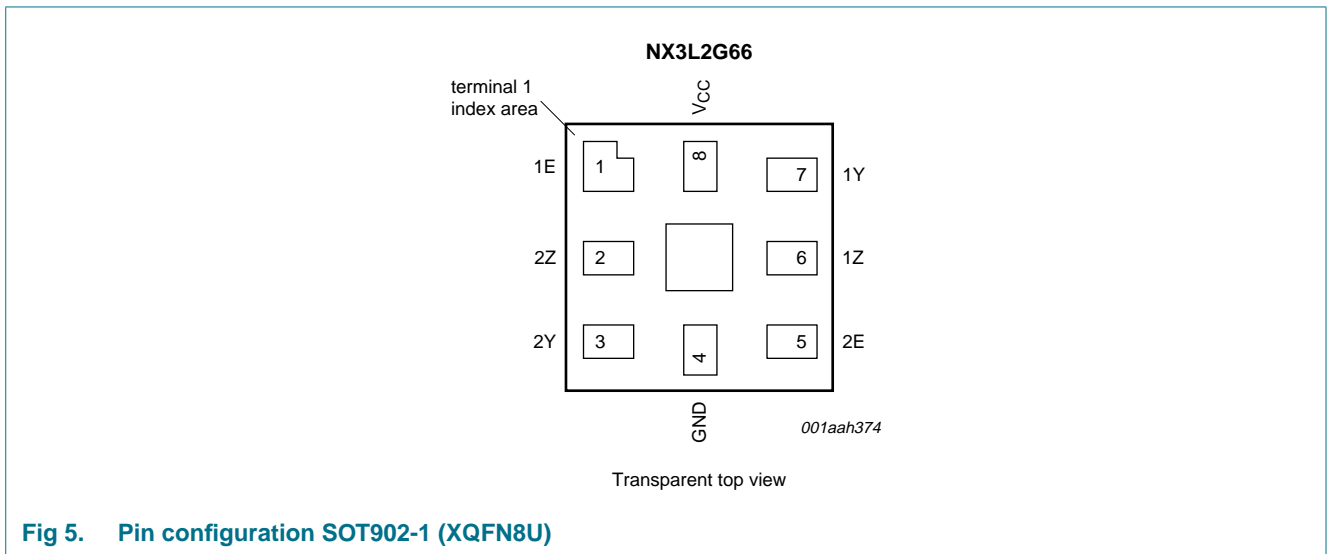 NX3L2G66
terminal 1
index area
VCC
1E 1 8 7 1Y
2Z 2 6 1Z
2Y 3 4 5 2E
GND
001aah374
Transparent top view
Fig 5. Pin configuration SOT902-1 (XQFN8U)